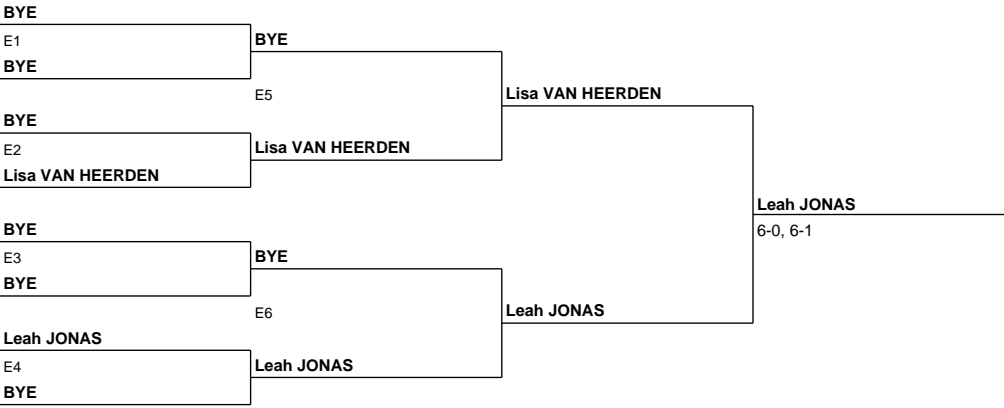 BYE
E1
BYE
BYE
E5
Lisa VAN HEERDEN
BYE
E2
Lisa VAN HEERDEN
Lisa VAN HEERDEN
Leah JONAS
6-0, 6-1
BYE
E3
BYE
BYE
E6
Leah JONAS
Leah JONAS
E4
Leah JONAS
BYE